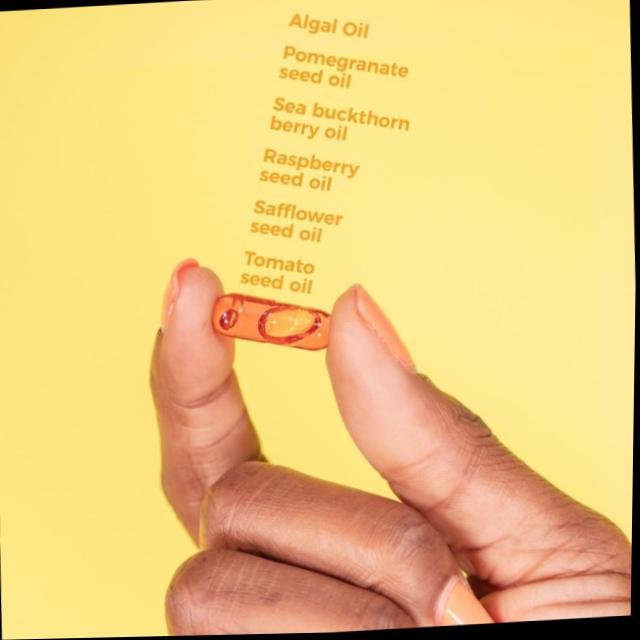 Algal Oil
Pomegranate
seed oil
Sea buckthorn
berry oil
Raspberry
seed oil
Safflower
seed oil
Tomato
seed oil